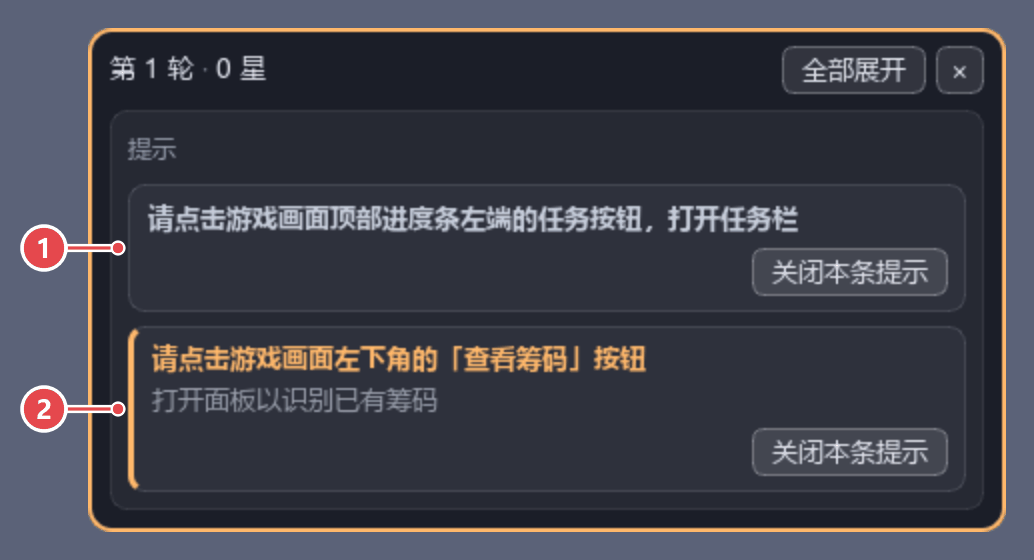 第 1 轮 · 0 星
全部展开
×
提示
请点击游戏画面顶部进度条左端的任务按钮，打开任务栏
1
关闭本条提示
请点击游戏画面左下角的「查看筹码」按钮
打开面板以识别已有筹码
2
关闭本条提示